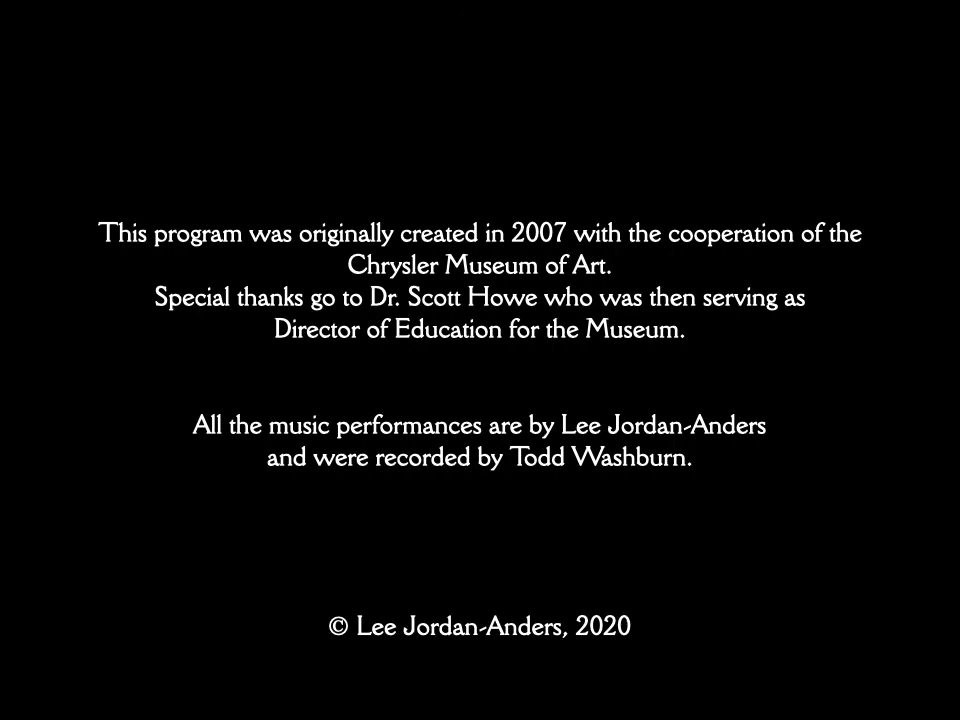 This program was originally created in 2007 with the cooperation of the
Chrysler Museum of Art.
Special thanks go to Dr. Scott Howe who was then serving as
Director of Education for the Museum.
All the music performances are by Lee Jordan-Anders
and were recorded by Todd Washburn.
© Lee Jordan-Anders, 2020